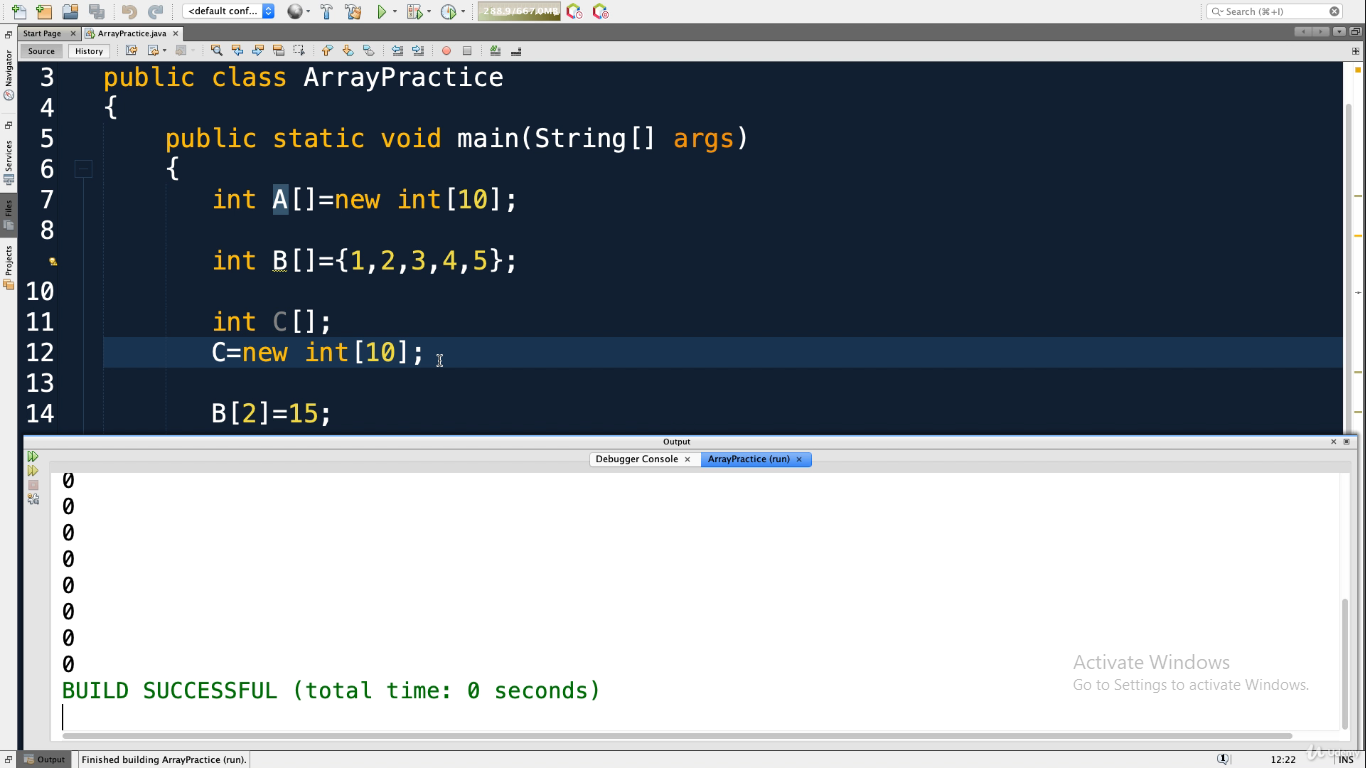 <default conf...
288.9/667.0MB
Search (⌘+I)
Start Page
ArrayPractice.java
Source
History
Navigator
Services
Files
Projects
3 public class ArrayPractice
4 {
5 public static void main(String[] args)
6 {
7 int A[]=new int[10];
8
int B[]={1,2,3,4,5};
10
11 int C[];
12 C=new int[10];
13
14 B[2]=15;
Output
Debugger Console
ArrayPractice (run)
0
0
0
0
0
0
0
0
BUILD SUCCESSFUL (total time: 0 seconds)
Activate Windows
Go to Settings to activate Windows.
Output
Finished building ArrayPractice (run).
1
12:22
INS
Udemy